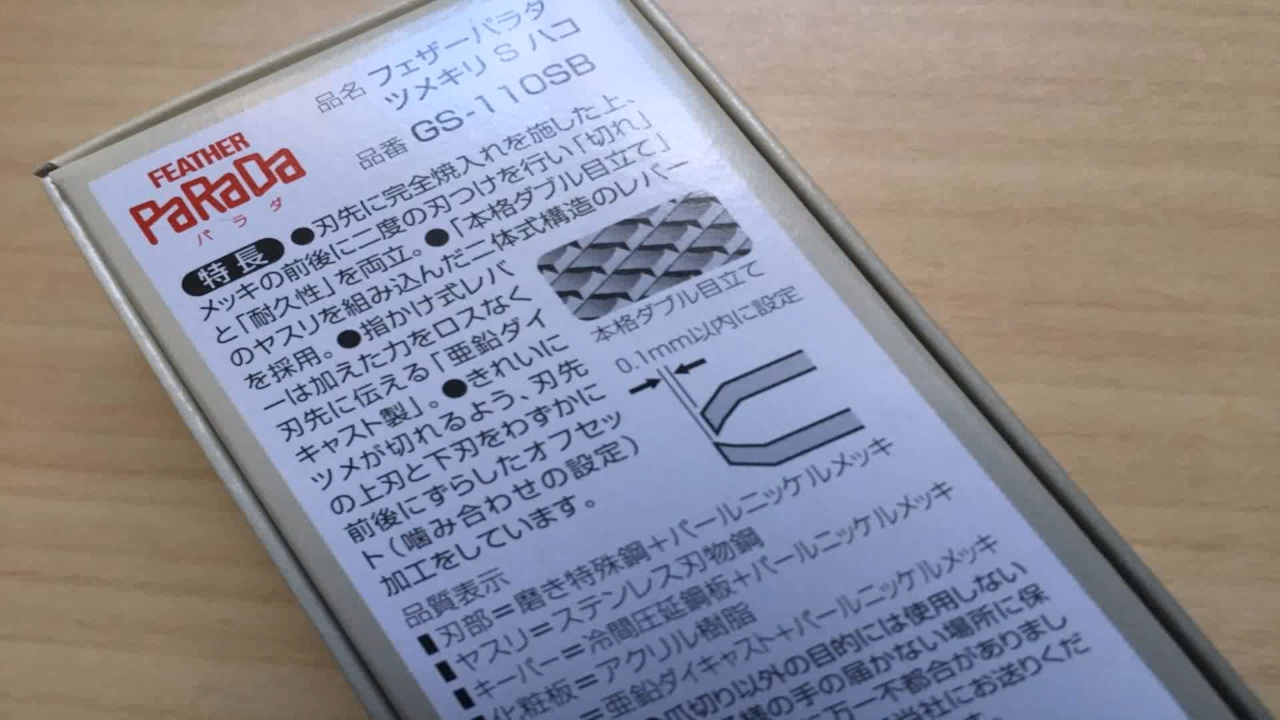 品名 フェザーパラダ
ツメキリ S ハコ
品番 GS-110SB
FEATHER
PaRaDa
パラダ
特長 ●刃先に完全焼入れを施した上、
メッキの前後に二度の刃つけを行い「切れ」
と「耐久性」を両立。●「本格ダブル目立て」
のヤスリを組み込んだ二体式構造のレバー
を採用。●指かけ式レバ
ーは加えた力をロスなく
刃先に伝える「亜鉛ダイ
キャスト製」。●きれいに
ツメが切れるよう、刃先
の上刃と下刃をわずかに
前後にずらしたオフセッ
ト(噛み合わせの設定)
加工をしています。
本格ダブル目立て
0.1mm以内に設定
品質表示
刃部＝磨き特殊鋼＋パールニッケルメッキ
ヤスリ＝ステンレス刃物鋼
キーパー＝冷間圧延鋼板＋パールニッケルメッキ
化粧板＝アクリル樹脂
＝亜鉛ダイキャスト＋パールニッケルメッキ
●爪切り以外の目的には使用しない
様の手の届かない場所に保
万一不都合がありまし
当社にお送りくだ